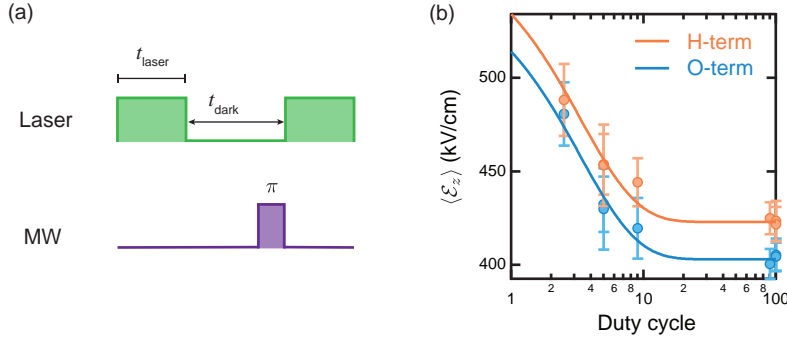 (a)
t_laser
t_dark
Laser
π
MW
(b)
H-term
O-term
⟨ℰ_z⟩ (kV/cm)
500
450
400
1 2 4 6 8 10 2 4 6 8 100
Duty cycle